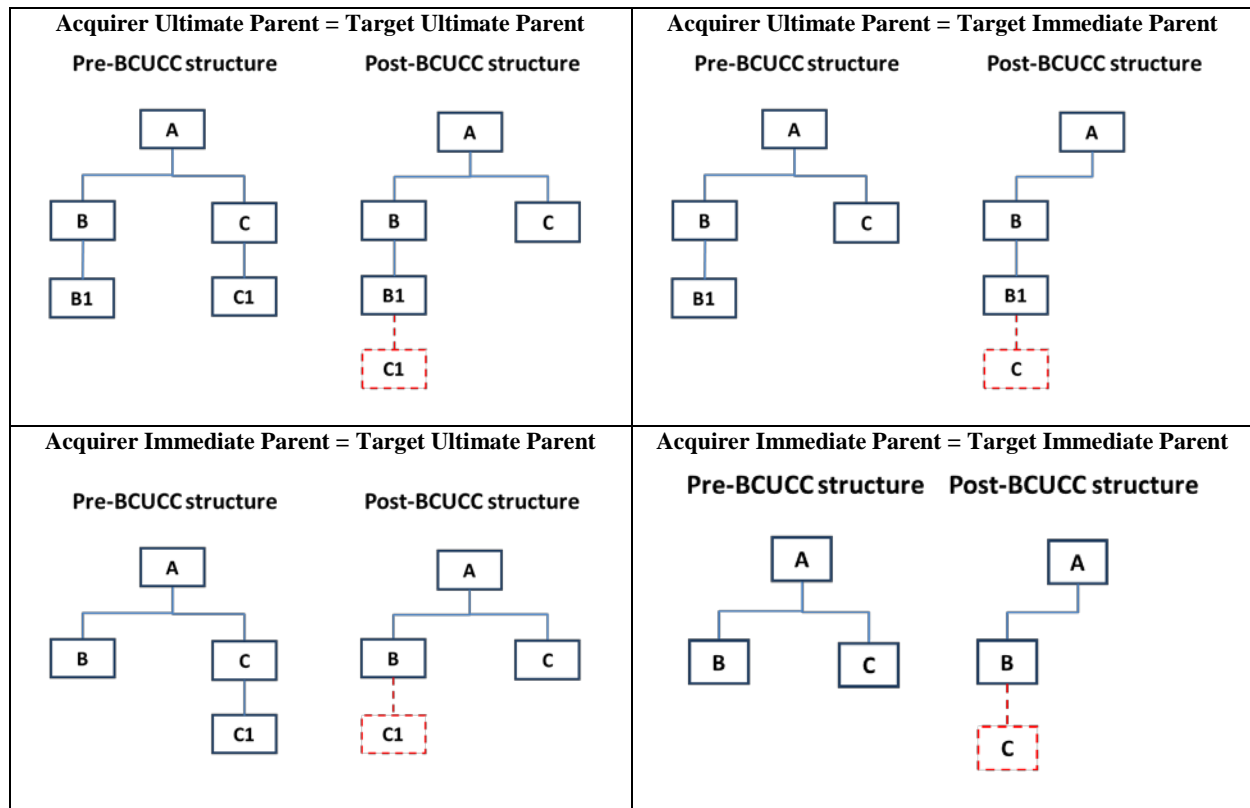 Acquirer Ultimate Parent = Target Ultimate Parent
Pre-BCUCC structure
Post-BCUCC structure
A
A
B
C
B
C
B1
C1
B1
C1
Acquirer Ultimate Parent = Target Immediate Parent
Pre-BCUCC structure
Post-BCUCC structure
A
A
B
C
B
B1
B1
C
Acquirer Immediate Parent = Target Ultimate Parent
Pre-BCUCC structure
Post-BCUCC structure
A
A
B
C
B
C
C1
C1
Acquirer Immediate Parent = Target Immediate Parent
Pre-BCUCC structure
Post-BCUCC structure
A
A
B
C
B
C